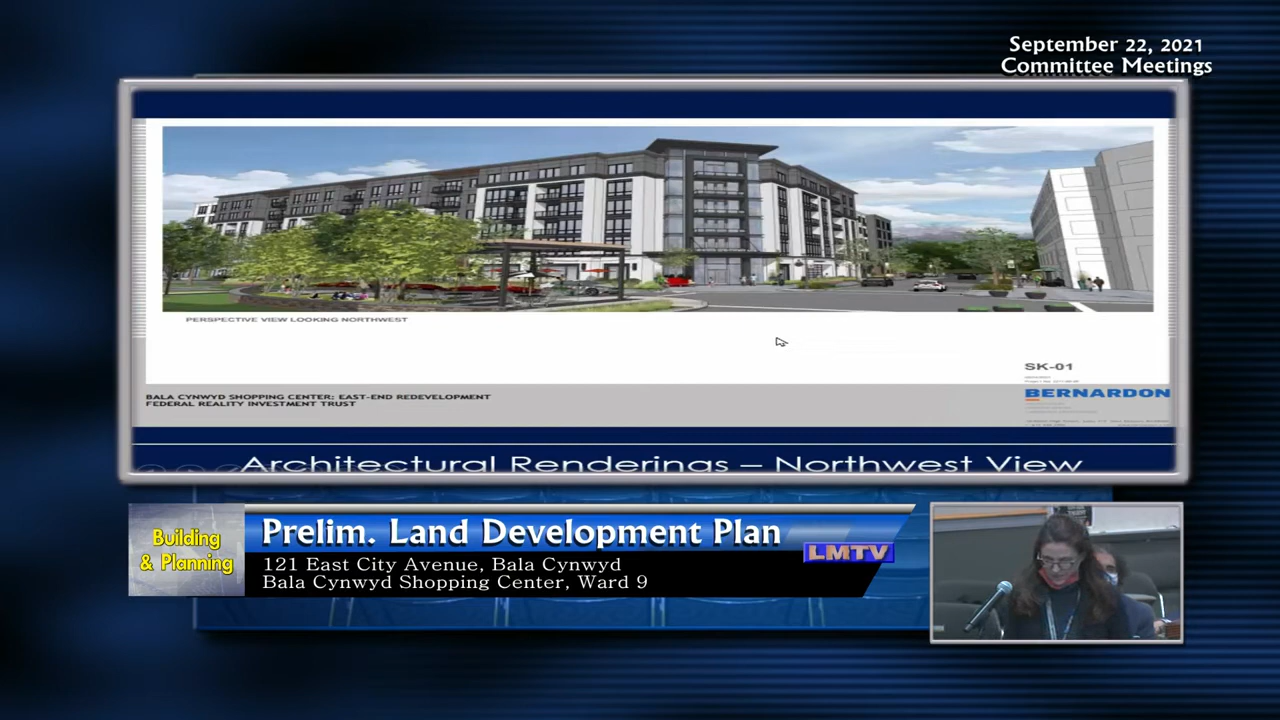 September 22, 2021
Committee Meetings
PERSPECTIVE VIEW LOOKING NORTHWEST
SK-01
BALA CYNWYD SHOPPING CENTER: EAST-END REDEVELOPMENT
FEDERAL REALITY INVESTMENT TRUST
BERNARDON
Architectural Renderings – Northwest View
Building
& Planning
Prelim. Land Development Plan
121 East City Avenue, Bala Cynwyd
Bala Cynwyd Shopping Center, Ward 9
LMTV